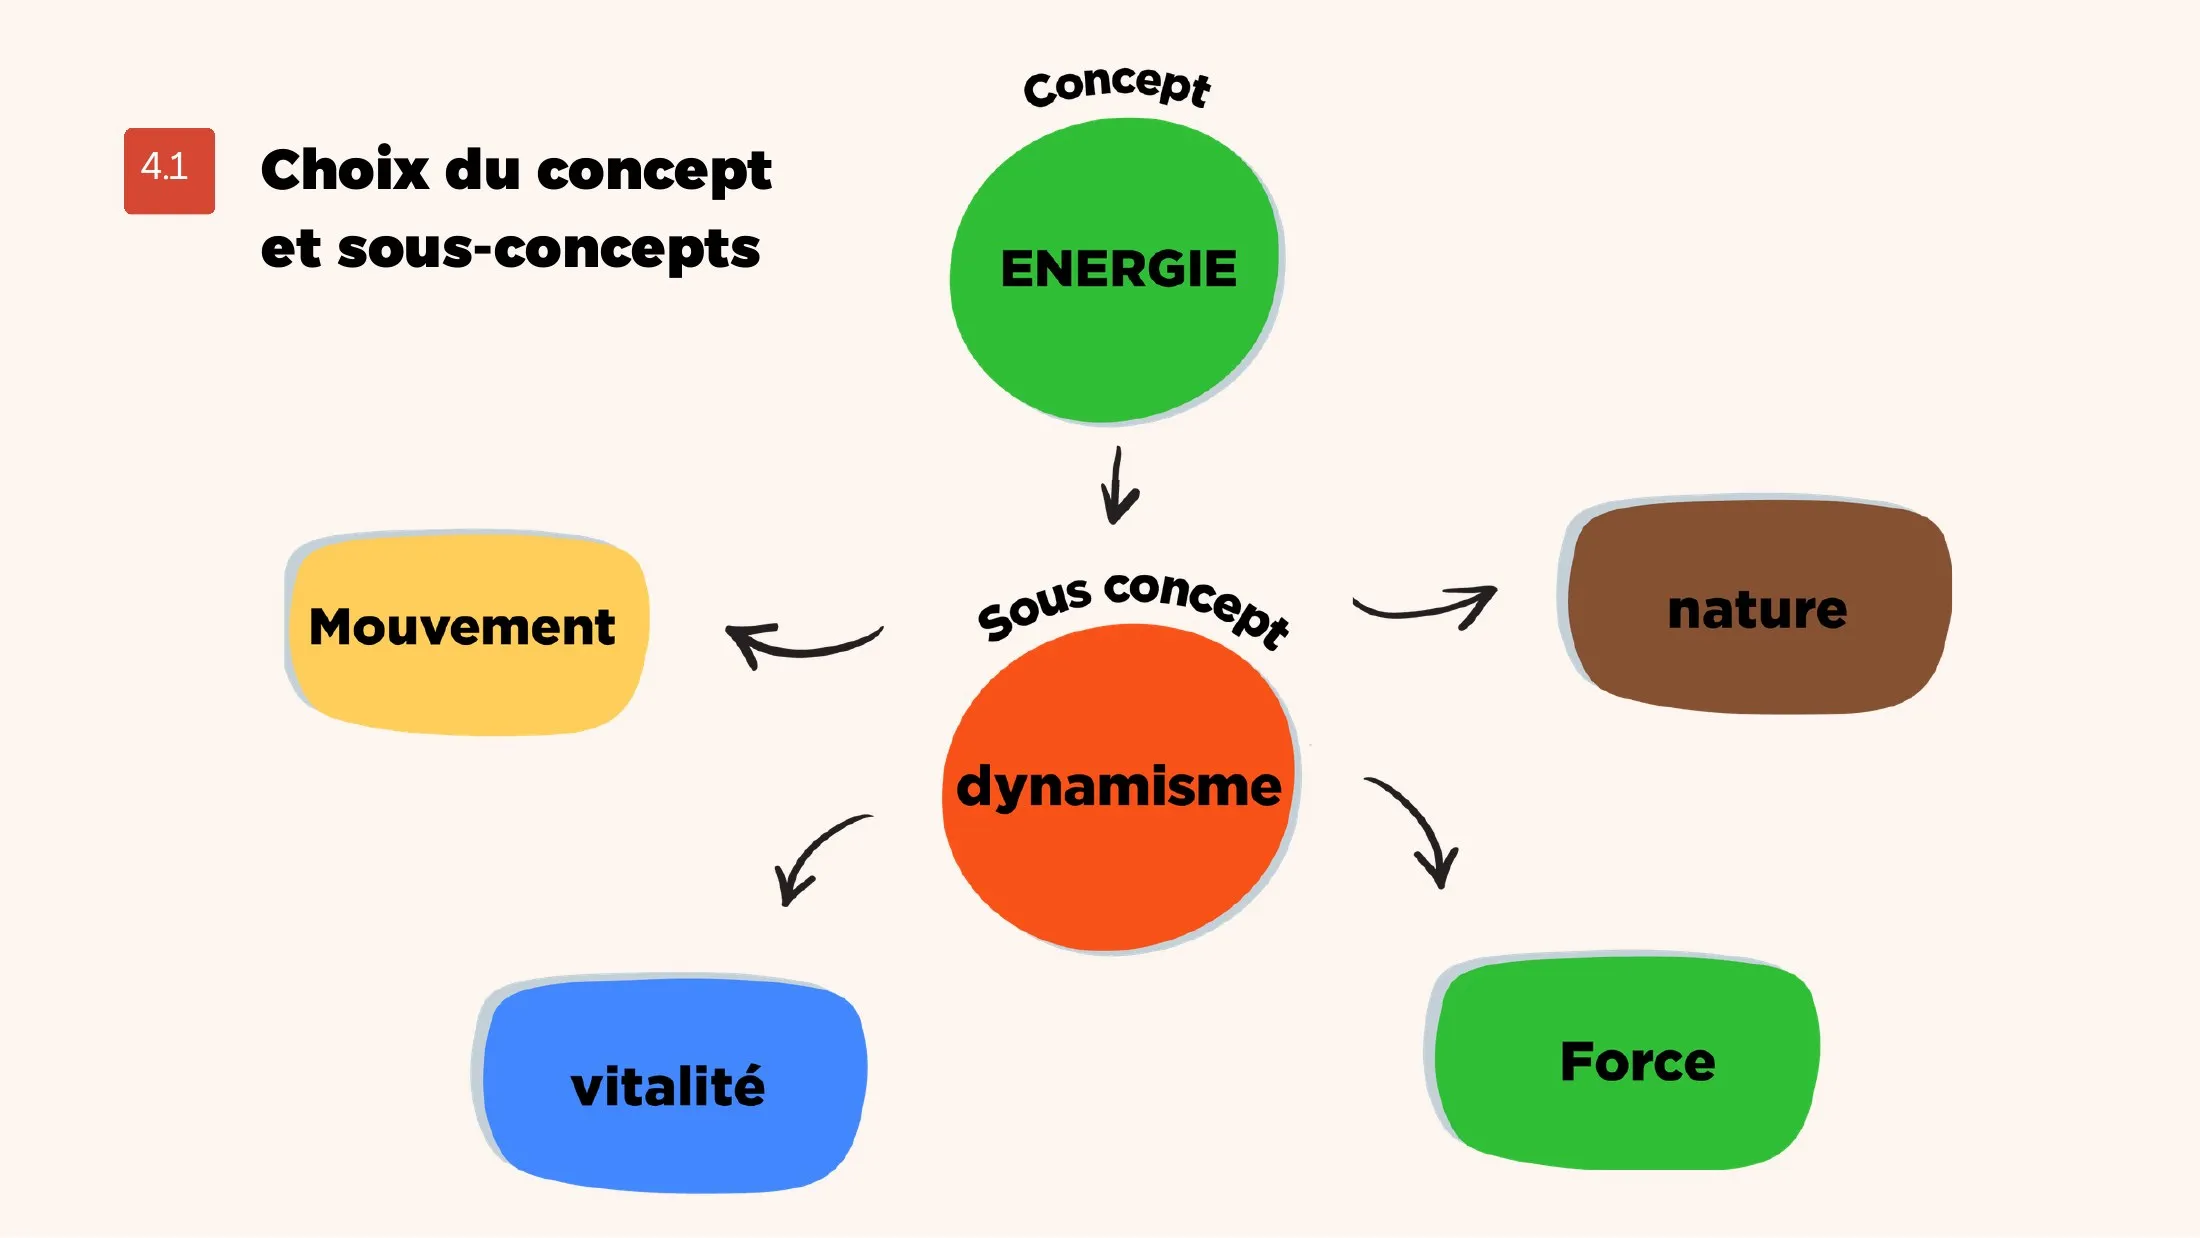 4.1
Choix du concept
et sous-concepts
Concept
ENERGIE
Sous concept
dynamisme
Mouvement
nature
vitalité
Force